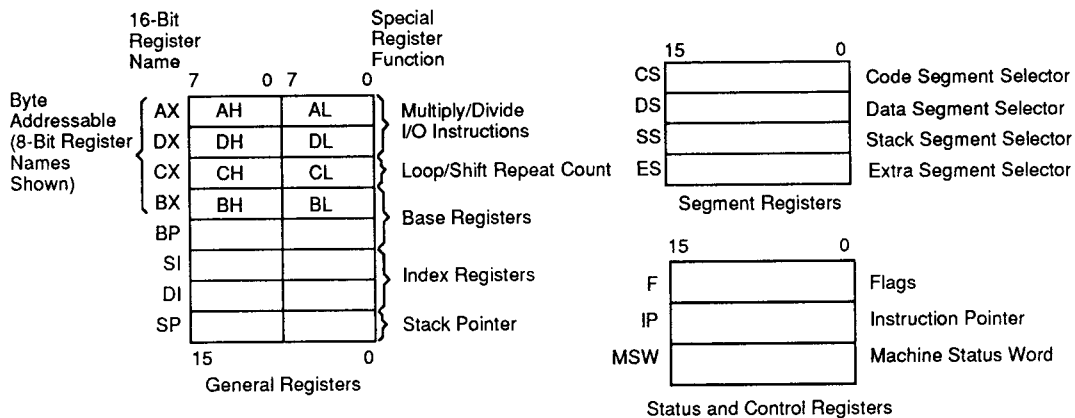 16-Bit
Register
Name
Special
Register
Function
7 0 7 0
Byte
Addressable
(8-Bit Register
Names
Shown)
AX AH AL
DX DH DL
Multiply/Divide
I/O Instructions
CX CH CL Loop/Shift Repeat Count
BX BH BL
BP
Base Registers
SI
DI
Index Registers
SP Stack Pointer
15 0
General Registers
15 0
CS Code Segment Selector
DS Data Segment Selector
SS Stack Segment Selector
ES Extra Segment Selector
Segment Registers
15 0
F Flags
IP Instruction Pointer
MSW Machine Status Word
Status and Control Registers